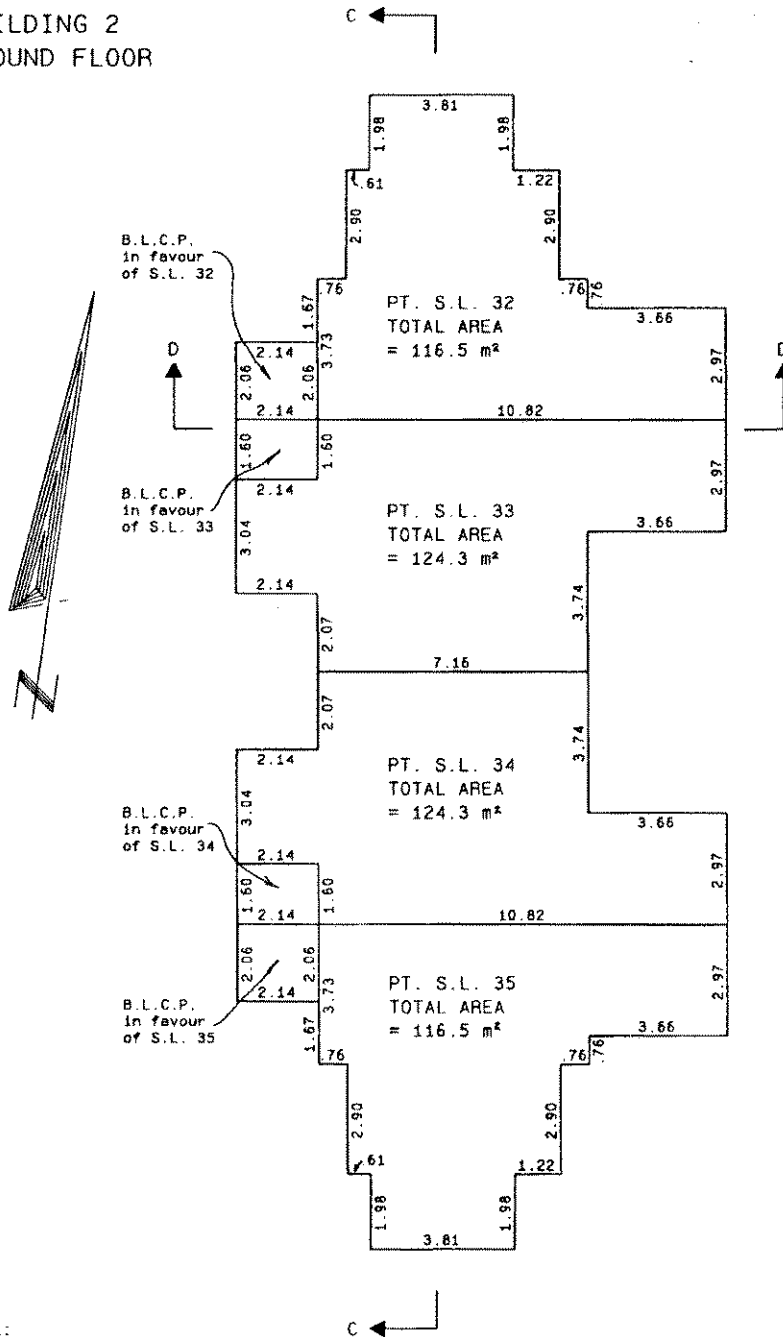 ILDING 2
OUND FLOOR
C
3.81
1.98
1.98
.61
1.22
2.90
2.90
B.L.C.P.
in favour
of S.L. 32
.76
.76
.76
PT. S.L. 32
TOTAL AREA
= 116.5 m²
1.67
3.66
D
D
2.14
3.73
2.06
2.06
2.97
2.14
10.82
1.60
1.60
2.97
B.L.C.P.
in favour
of S.L. 33
2.14
PT. S.L. 33
TOTAL AREA
= 124.3 m²
3.04
3.66
2.14
3.74
2.07
7.16
N
2.07
3.74
2.14
PT. S.L. 34
TOTAL AREA
= 124.3 m²
3.04
3.66
B.L.C.P.
in favour
of S.L. 34
2.14
1.60
1.60
2.97
2.14
10.82
2.06
2.06
2.97
PT. S.L. 35
TOTAL AREA
= 116.5 m²
B.L.C.P.
in favour
of S.L. 35
2.14
3.73
1.67
3.66
.76
.76
.76
2.90
2.90
.61
1.22
1.98
1.98
3.81
C